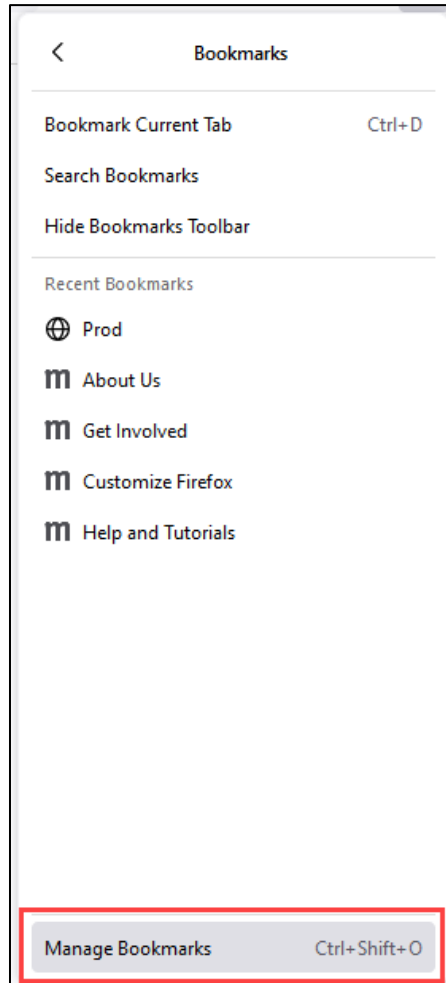 Bookmarks
Bookmark Current Tab Ctrl+D
Search Bookmarks
Hide Bookmarks Toolbar
Recent Bookmarks
Prod
m About Us
m Get Involved
m Customize Firefox
m Help and Tutorials
Manage Bookmarks Ctrl+Shift+O